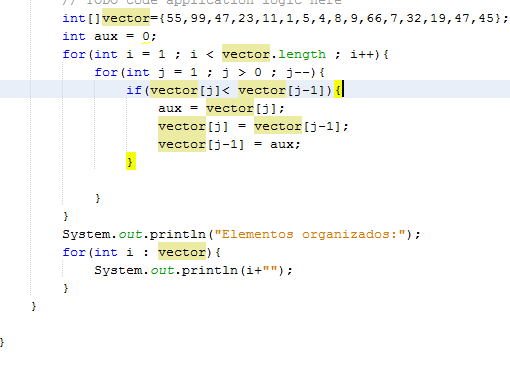 // TODO code application logic here
int[]vector={55,99,47,23,11,1,5,4,8,9,66,7,32,19,47,45};
int aux = 0;
for(int i = 1 ; i < vector.length ; i++){
for(int j = 1 ; j > 0 ; j--){
if(vector[j]< vector[j-1]){
aux = vector[j];
vector[j] = vector[j-1];
vector[j-1] = aux;
}
}
}
System.out.println("Elementos organizados:");
for(int i : vector){
System.out.println(i+"");
}
}
}